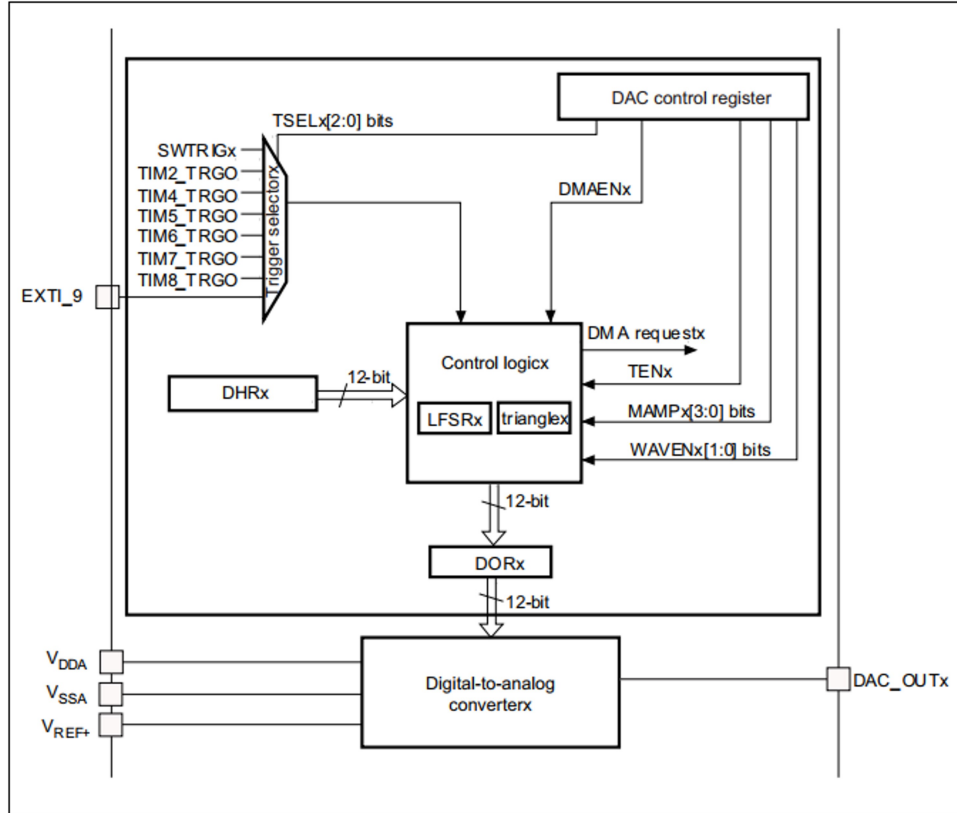 DAC control register
TSELx[2:0] bits
SWTRIGx
TIM2_TRGO
TIM4_TRGO
TIM5_TRGO
TIM6_TRGO
TIM7_TRGO
TIM8_TRGO
Trigger selectorx
DMAENx
EXTI_9
DMA requestx
Control logicx
TENx
12-bit
DHRx
LFSRx
trianglex
MAMPx[3:0] bits
WAVENx[1:0] bits
12-bit
DORx
12-bit
VDDA
VSSA
VREF+
Digital-to-analog
converterx
DAC_OUTx